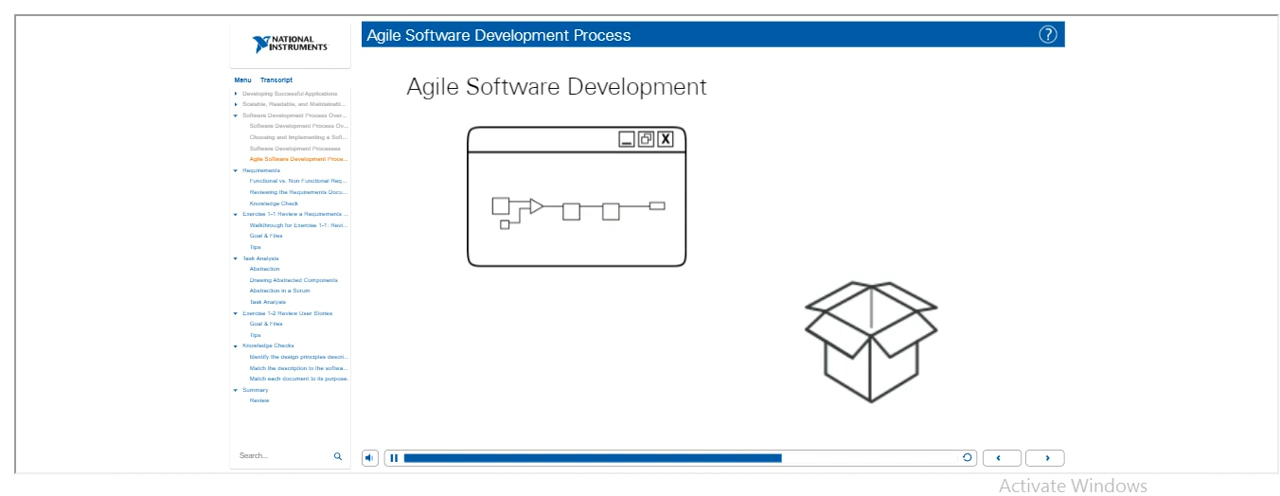 NATIONAL
INSTRUMENTS
Agile Software Development Process
?
Menu Transcript
Developing Successful Applications
Scalable, Readable, and Maintainabl...
Software Development Process Over...
Software Development Process Ov...
Choosing and Implementing a Soft...
Software Development Processes
Agile Software Development Proce...
Requirements
Functional vs. Non Functional Req...
Reviewing the Requirements Docu...
Knowledge Check
Exercise 1-1 Review a Requirements ...
Walkthrough for Exercise 1-1: Revi...
Goal & Files
Tips
Task Analysis
Abstraction
Drawing Abstracted Components
Abstraction in a Scrum
Task Analysis
Exercise 1-2 Review User Stories
Goal & Files
Tips
Knowledge Checks
Identify the design principles descri...
Match the description to the softwa...
Match each document to its purpose.
Summary
Review
Search...
Agile Software Development
X
Activate Windows